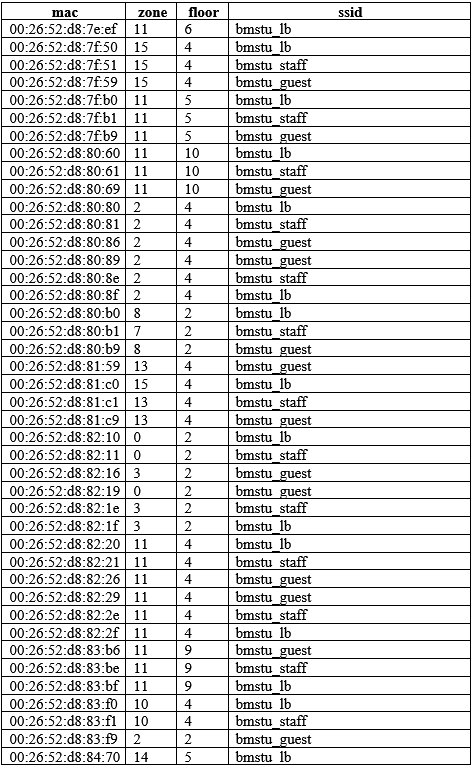 mac zone floor ssid
00:26:52:d8:7e:ef 11 6 bmstu_lb
00:26:52:d8:7f:50 15 4 bmstu_lb
00:26:52:d8:7f:51 15 4 bmstu_staff
00:26:52:d8:7f:59 15 4 bmstu_guest
00:26:52:d8:7f:b0 11 5 bmstu_lb
00:26:52:d8:7f:b1 11 5 bmstu_staff
00:26:52:d8:7f:b9 11 5 bmstu_guest
00:26:52:d8:80:60 11 10 bmstu_lb
00:26:52:d8:80:61 11 10 bmstu_staff
00:26:52:d8:80:69 11 10 bmstu_guest
00:26:52:d8:80:80 2 4 bmstu_lb
00:26:52:d8:80:81 2 4 bmstu_staff
00:26:52:d8:80:86 2 4 bmstu_guest
00:26:52:d8:80:89 2 4 bmstu_guest
00:26:52:d8:80:8e 2 4 bmstu_staff
00:26:52:d8:80:8f 2 4 bmstu_lb
00:26:52:d8:80:b0 8 2 bmstu_lb
00:26:52:d8:80:b1 7 2 bmstu_staff
00:26:52:d8:80:b9 8 2 bmstu_guest
00:26:52:d8:81:59 13 4 bmstu_guest
00:26:52:d8:81:c0 15 4 bmstu_lb
00:26:52:d8:81:c1 13 4 bmstu_staff
00:26:52:d8:81:c9 13 4 bmstu_guest
00:26:52:d8:82:10 0 2 bmstu_lb
00:26:52:d8:82:11 0 2 bmstu_staff
00:26:52:d8:82:16 3 2 bmstu_guest
00:26:52:d8:82:19 0 2 bmstu_guest
00:26:52:d8:82:1e 3 2 bmstu_staff
00:26:52:d8:82:1f 3 2 bmstu_lb
00:26:52:d8:82:20 11 4 bmstu_lb
00:26:52:d8:82:21 11 4 bmstu_staff
00:26:52:d8:82:26 11 4 bmstu_guest
00:26:52:d8:82:29 11 4 bmstu_guest
00:26:52:d8:82:2e 11 4 bmstu_staff
00:26:52:d8:82:2f 11 4 bmstu_lb
00:26:52:d8:83:b6 11 9 bmstu_guest
00:26:52:d8:83:be 11 9 bmstu_staff
00:26:52:d8:83:bf 11 9 bmstu_lb
00:26:52:d8:83:f0 10 4 bmstu_lb
00:26:52:d8:83:f1 10 4 bmstu_staff
00:26:52:d8:83:f9 2 2 bmstu_guest
00:26:52:d8:84:70 14 5 bmstu_lb